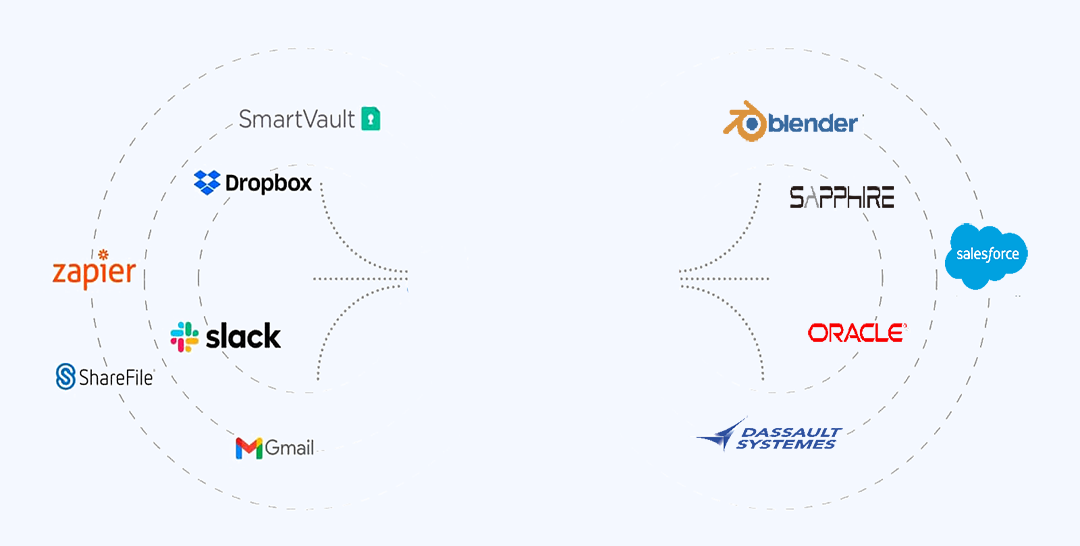 SmartVault
Dropbox
zapier
slack
ShareFile
Gmail
blender
SAPPHIRE
salesforce
ORACLE
DASSAULT
SYSTEMES